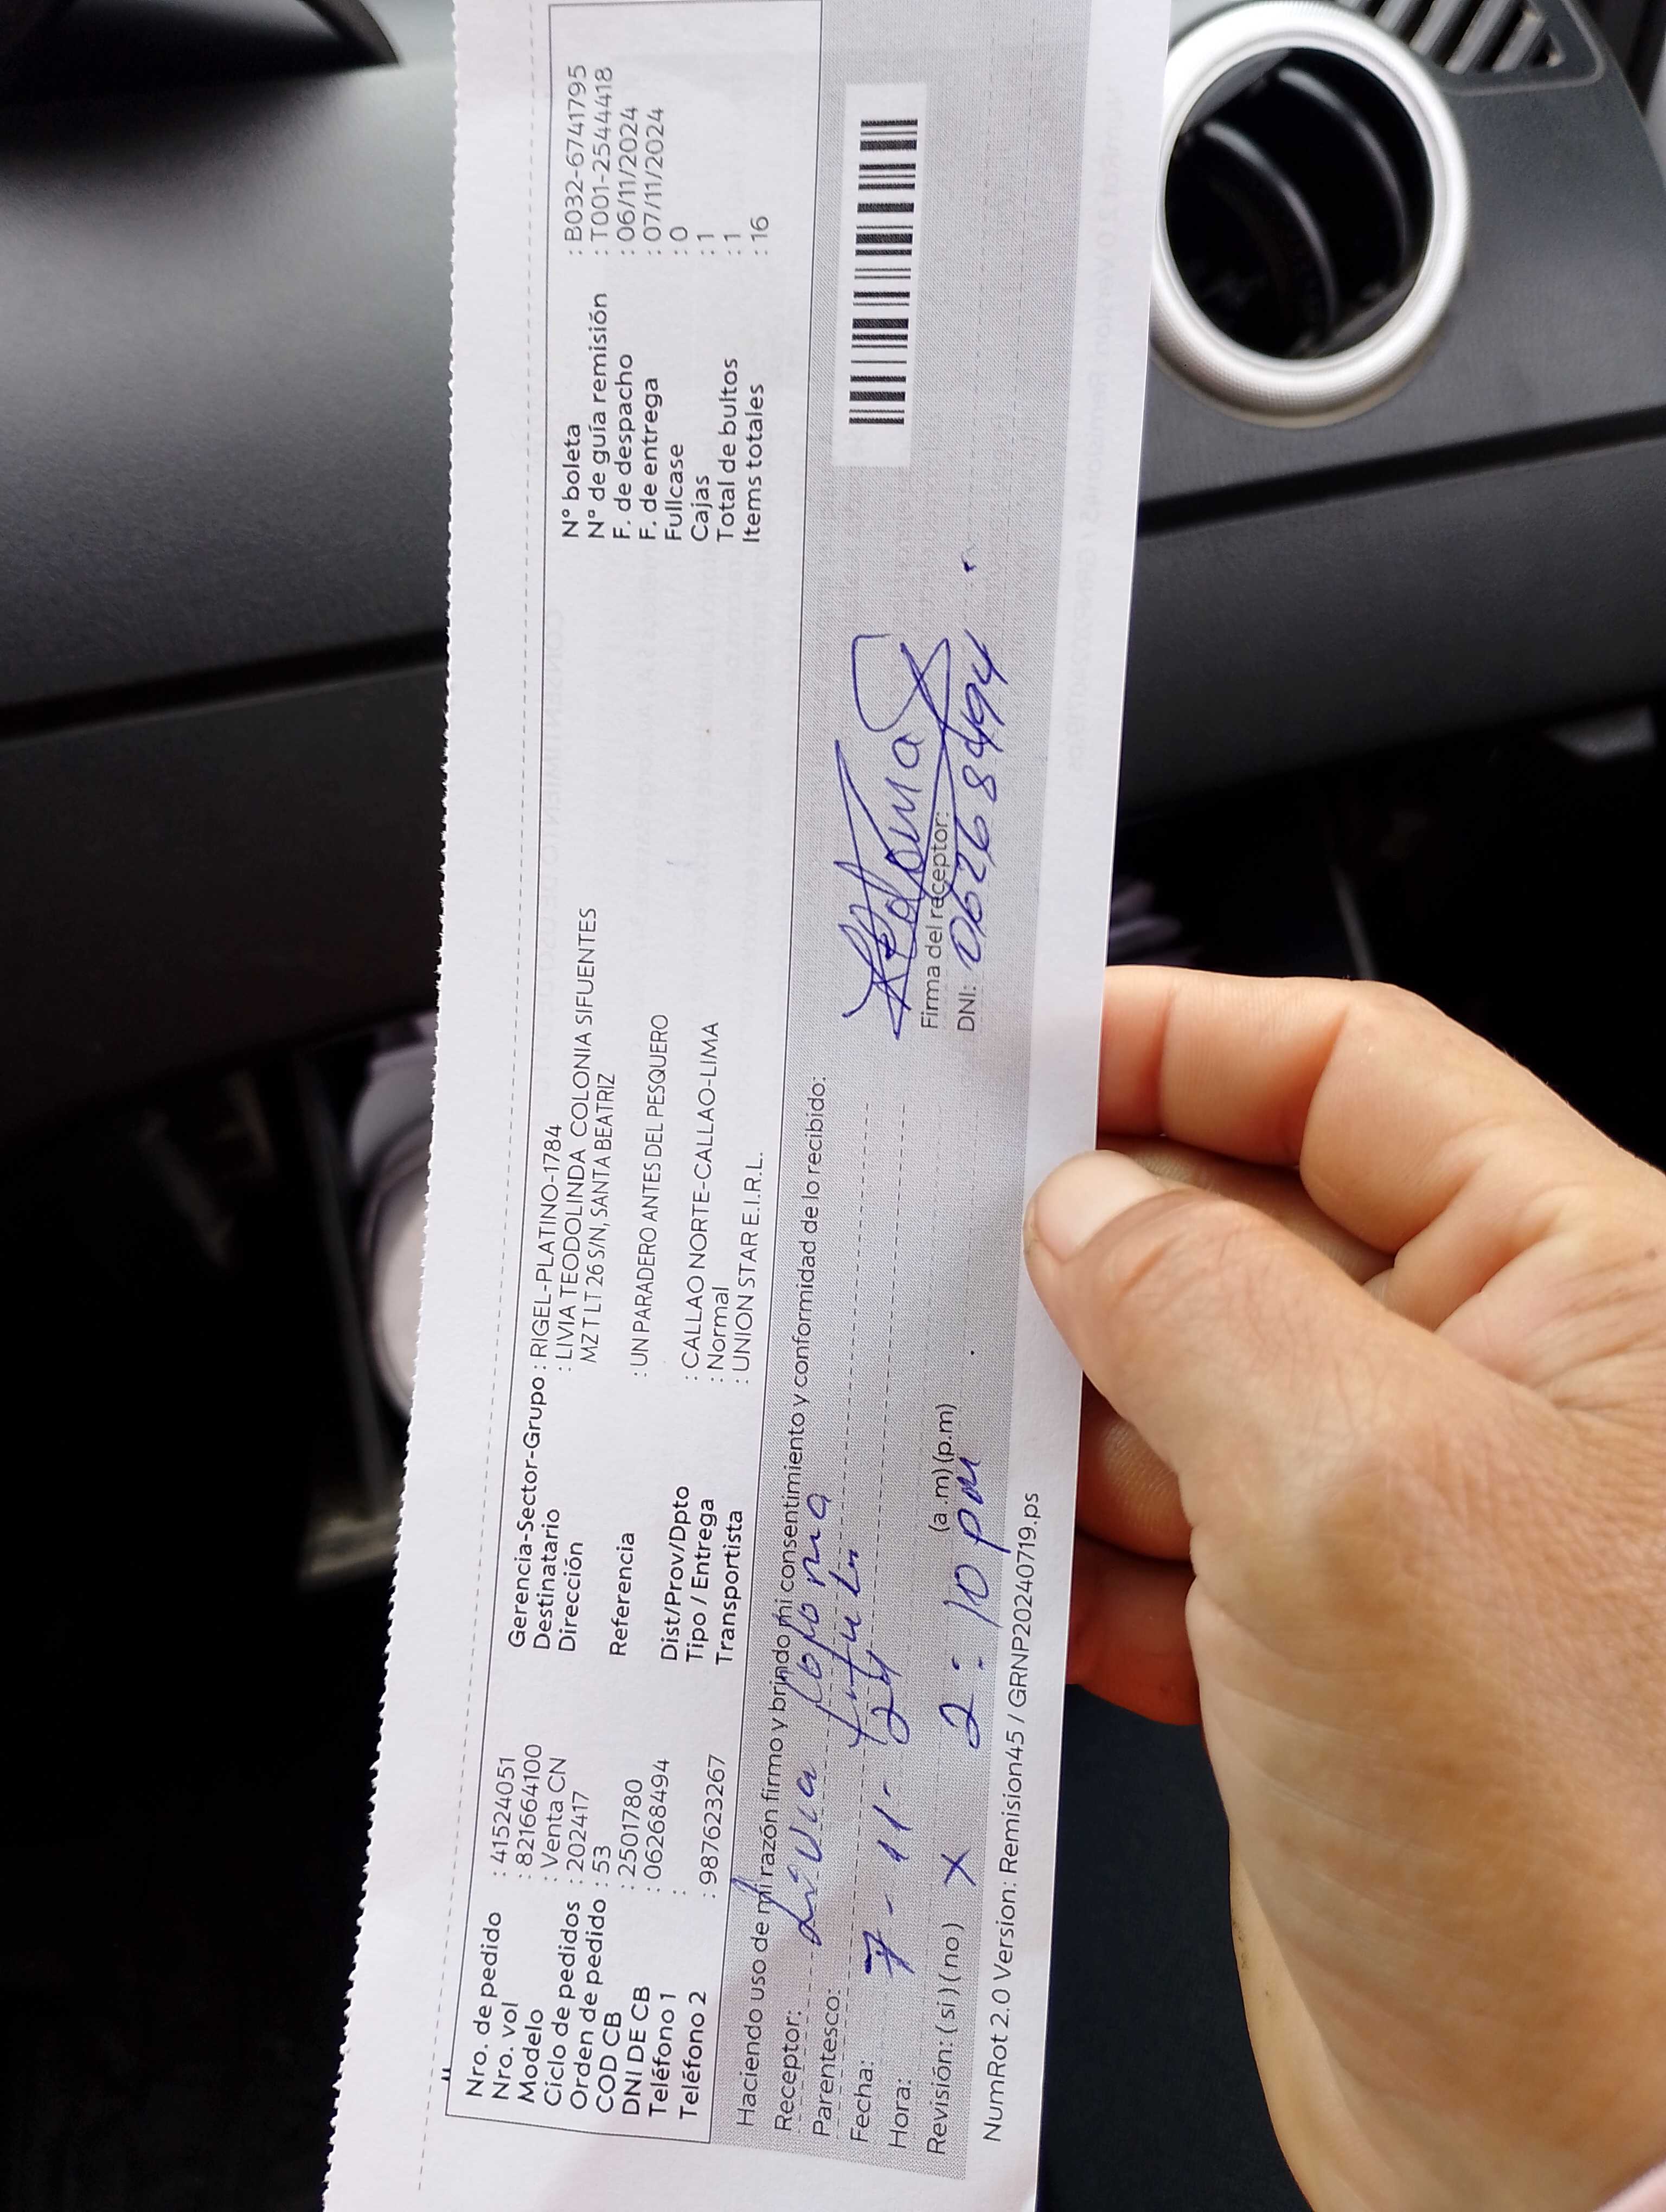 Nro. de pedido : 41524051
Nro. vol : 821664100
Modelo : Venta CN
Ciclo de pedidos : 202417
Orden de pedido : 53
COD CB : 2501780
DNI DE CB : 06268494
Teléfono 1 :
Teléfono 2 : 987623267
Gerencia-Sector-Grupo : RIGEL-PLATINO-1784
Destinatario : LIVIA TEODOLINDA COLONIA SIFUENTES
Dirección MZ T LT 26 S/N, SANTA BEATRIZ
Referencia : UN PARADERO ANTES DEL PESQUERO
Dist/Prov/Dpto : CALLAO NORTE-CALLAO-LIMA
Tipo / Entrega : Normal
Transportista : UNION STAR E.I.R.L.
N° boleta : B032-6741795
N° de guía remisión : T001-25444418
F. de despacho : 06/11/2024
F. de entrega : 07/11/2024
Fullcase : 0
Cajas : 1
Total de bultos : 1
Items totales : 16
Haciendo uso de mi razón firmo y brindo mi consentimiento y conformidad de lo recibido:
Receptor: Livia Colonia
Parentesco:
Fecha: 7 - 11 - 24
Hora: 2:10 pm (a.m) (p.m)
Revisión: ( si ) ( no ) X
Firma del receptor:
DNI: 06268494
NumRot 2.0 Version: Remision45 / GRNP20240719.ps